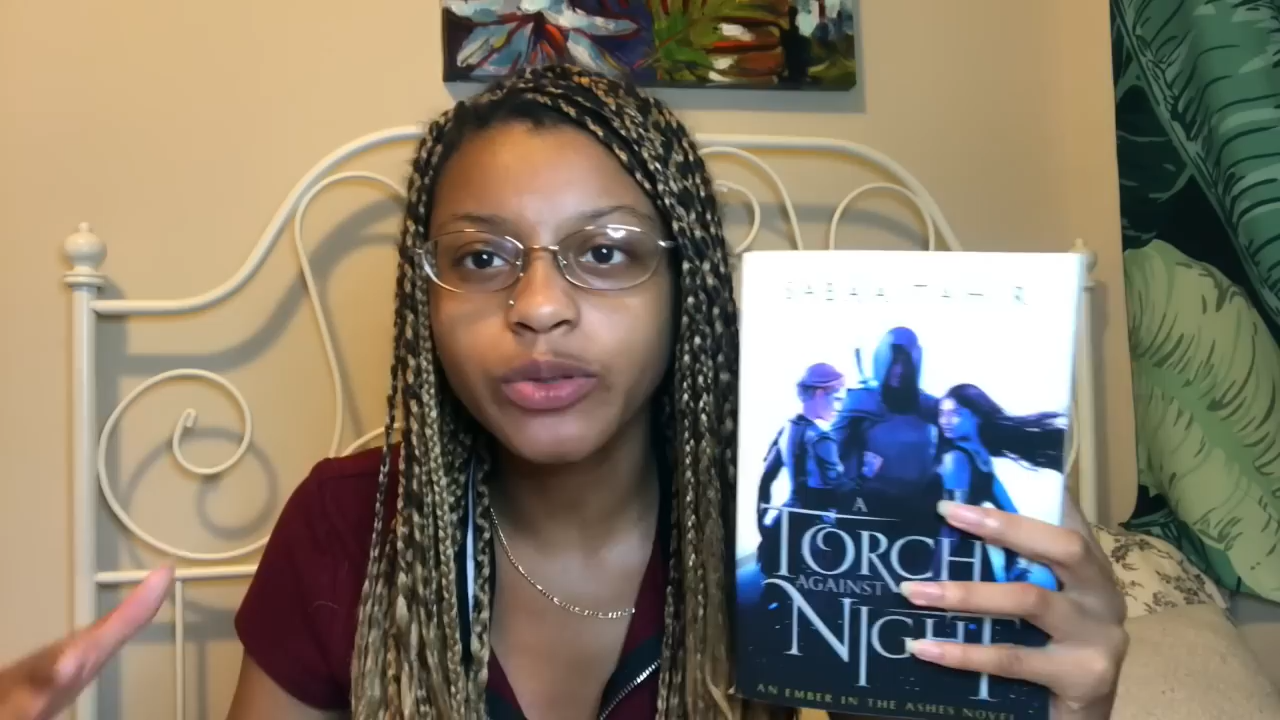 SABAA TAHIR
A
TORCH
AGAINST
NIGHT
AN EMBER IN THE ASHES NOVEL